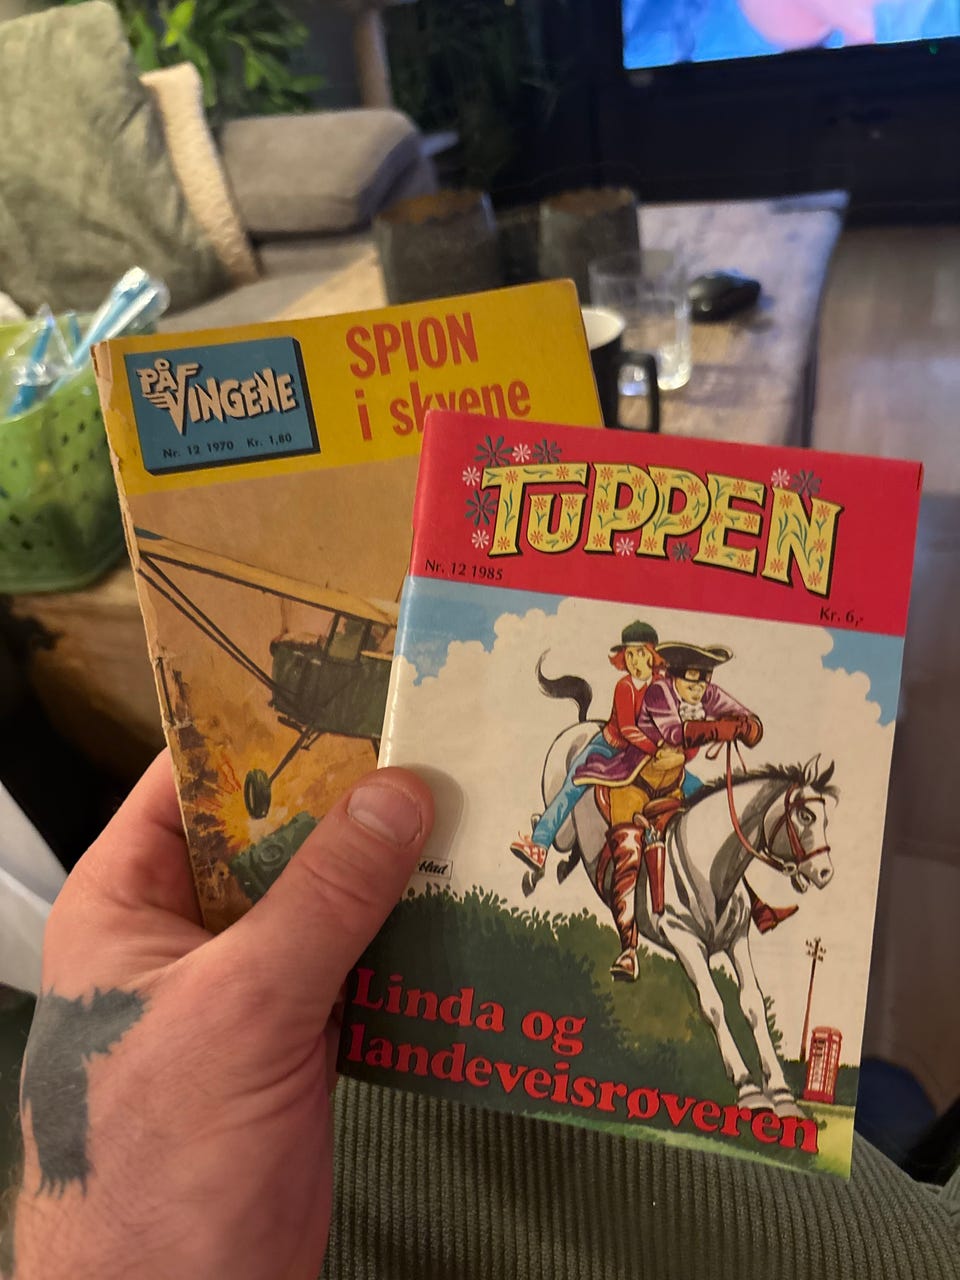 PÅ
VINGENE
Nr. 12 1970 Kr. 1,80
SPION
i skyene
TUPPEN
Nr. 12 1985
Kr. 6,-
blad
Linda og
landeveisrøveren